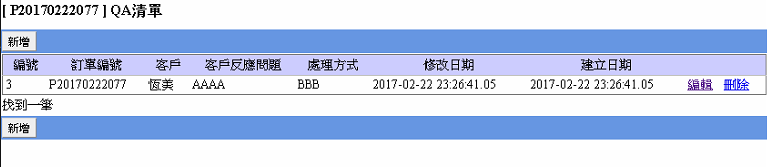 [ P20170222077 ] QA清單
新增
編號 訂單編號 客戶 客戶反應問題 處理方式 修改日期 建立日期
3 P20170222077 恆美 AAAA BBB 2017-02-22 23:26:41.05 2017-02-22 23:26:41.05 編輯 刪除
找到一筆
新增